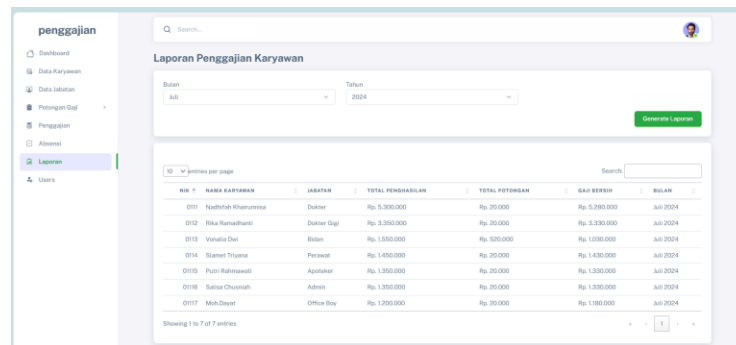 penggajian
Search...
Dashboard
Data Karyawan
Data Jabatan
Potongan Gaji
Penggajian
Absensi
Laporan
Users
Laporan Penggajian Karyawan
Bulan Tahun
Juli 2024
Generate Laporan
10 entries per page Search:
NIK NAMA KARYAWAN JABATAN TOTAL PENGHASILAN TOTAL POTONGAN GAJI BERSIH BULAN
0111 Nadhifah Khairunnisa Dokter Rp. 5.300.000 Rp. 20.000 Rp. 5.280.000 Juli 2024
0112 Rika Ramadhanti Dokter Gigi Rp. 3.350.000 Rp. 20.000 Rp. 3.330.000 Juli 2024
0113 Vonalia Dwi Bidan Rp. 1.550.000 Rp. 520.000 Rp. 1.030.000 Juli 2024
0114 Slamet Triyana Perawat Rp. 1.450.000 Rp. 20.000 Rp. 1.430.000 Juli 2024
01115 Putri Rahmawati Apoteker Rp. 1.350.000 Rp. 20.000 Rp. 1.330.000 Juli 2024
01116 Salisa Chusniah Admin Rp. 1.350.000 Rp. 20.000 Rp. 1.330.000 Juli 2024
01117 Moh.Dayat Office Boy Rp. 1.200.000 Rp. 20.000 Rp. 1.180.000 Juli 2024
Showing 1 to 7 of 7 entries « ‹ 1 › »